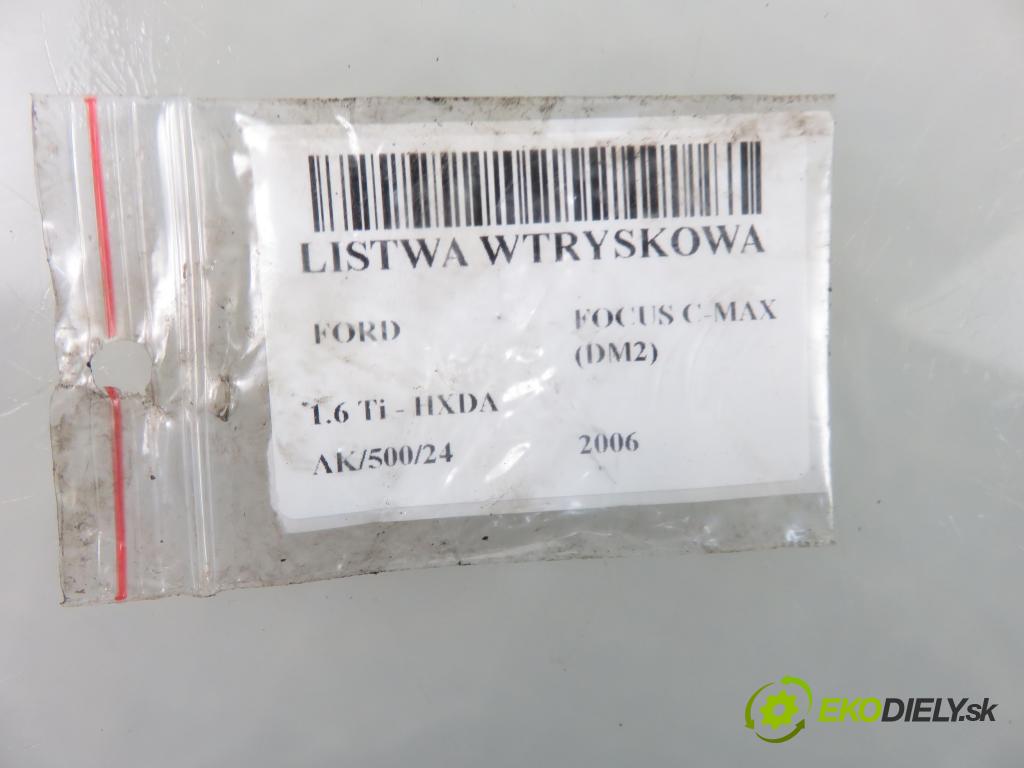 LISTWA WTRYSKOWA
FORD
FOCUS C-MAX
(DM2)
1.6 Ti - HXDA
AK/500/24
2006
EKODIELY.sk